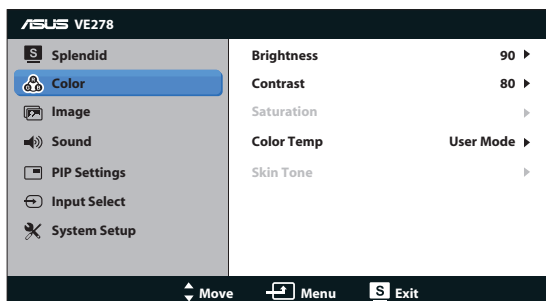 ASUS VE278
S Splendid
Color
Image
Sound
PIP Settings
Input Select
System Setup
Brightness 90
Contrast 80
Saturation
Color Temp User Mode
Skin Tone
Move Menu S Exit